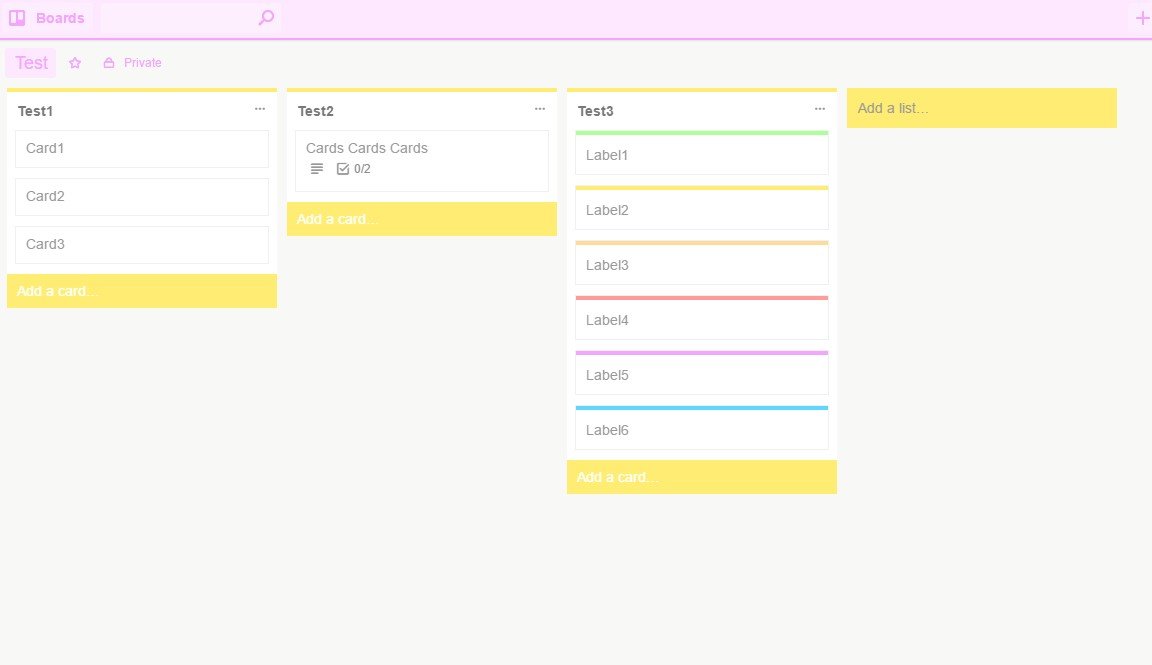 Boards
Test
Private
Test1
Card1
Card2
Card3
Add a card...
Test2
Cards Cards Cards
0/2
Add a card...
Test3
Label1
Label2
Label3
Label4
Label5
Label6
Add a card...
Add a list...